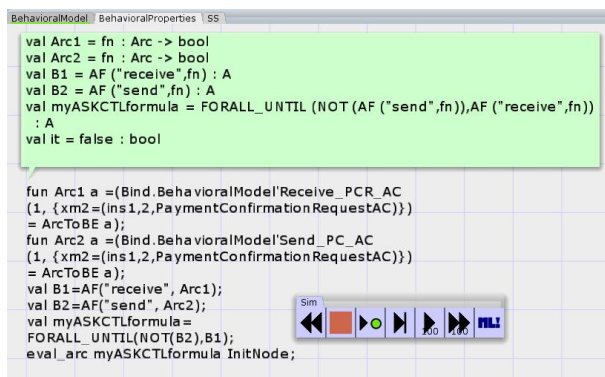 BehavioralModel BehavioralProperties SS
val Arc1 = fn : Arc -> bool
val Arc2 = fn : Arc -> bool
val B1 = AF ("receive",fn) : A
val B2 = AF ("send",fn) : A
val myASKCTLformula = FORALL_UNTIL (NOT (AF ("send",fn)),AF ("receive",fn))
: A
val it = false : bool
fun Arc1 a =(Bind.BehavioralModel'Receive_PCR_AC
(1, {xm2=(ins1,2,PaymentConfirmationRequestAC)})
= ArcToBE a);
fun Arc2 a =(Bind.BehavioralModel'Send_PC_AC
(1, {xm2=(ins1,2,PaymentConfirmationRequestAC)})
= ArcToBE a);
val B1=AF("receive", Arc1);
val B2=AF("send", Arc2);
val myASKCTLformula=
FORALL_UNTIL(NOT(B2),B1);
eval_arc myASKCTLformula InitNode;
Sim
100 100 ML!